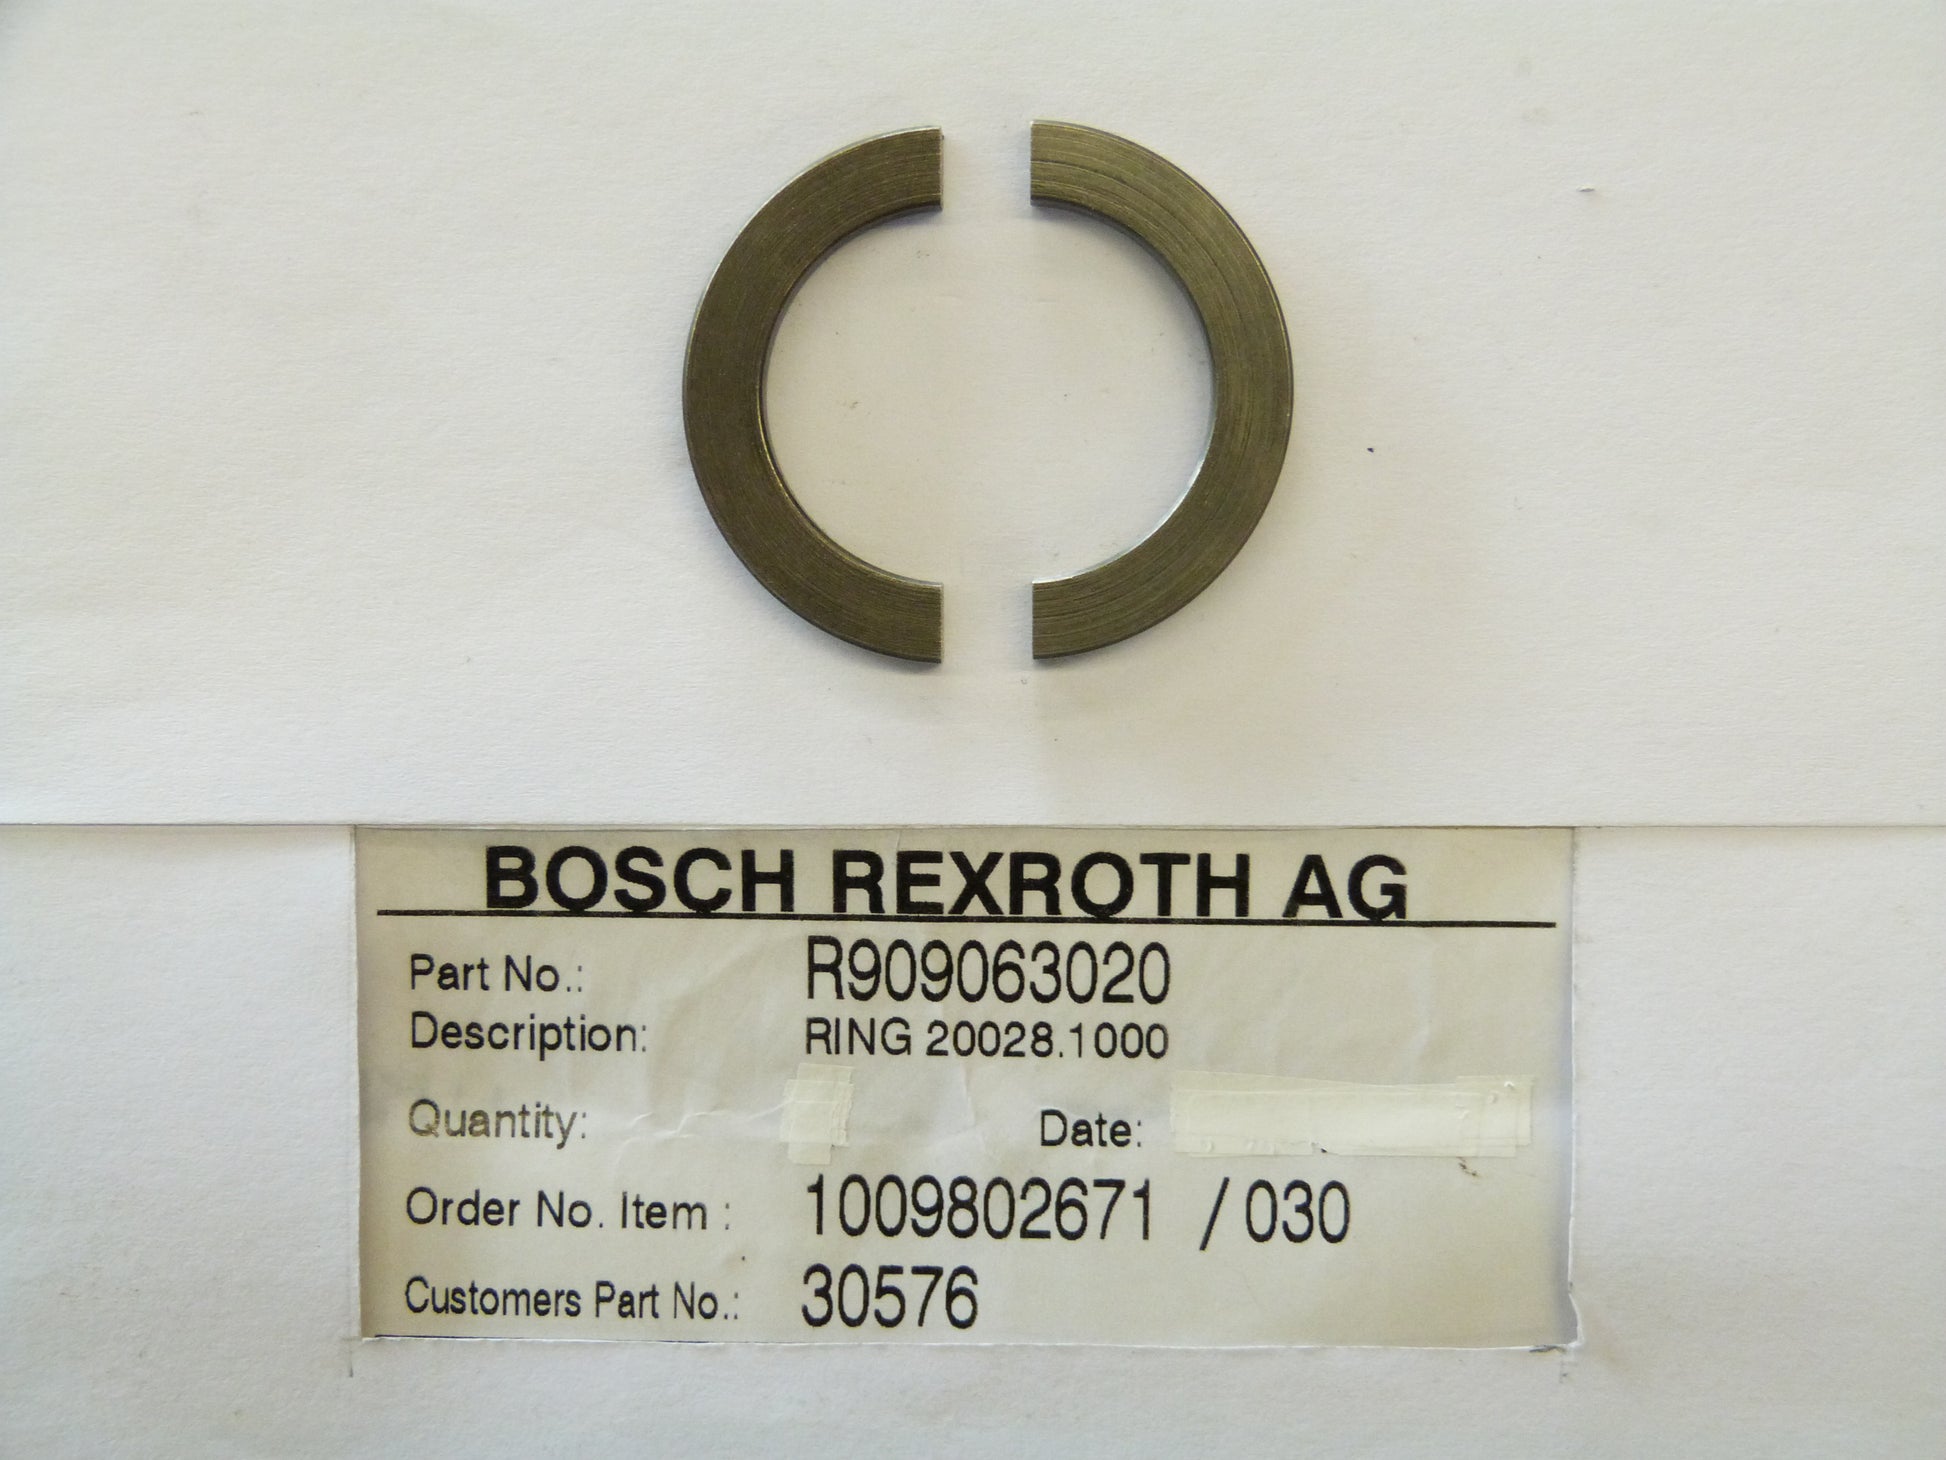 BOSCH REXROTH AG
Part No.: R909063020
Description: RING 20028.1000
Quantity: Date:
Order No. Item : 1009802671 / 030
Customers Part No.: 30576